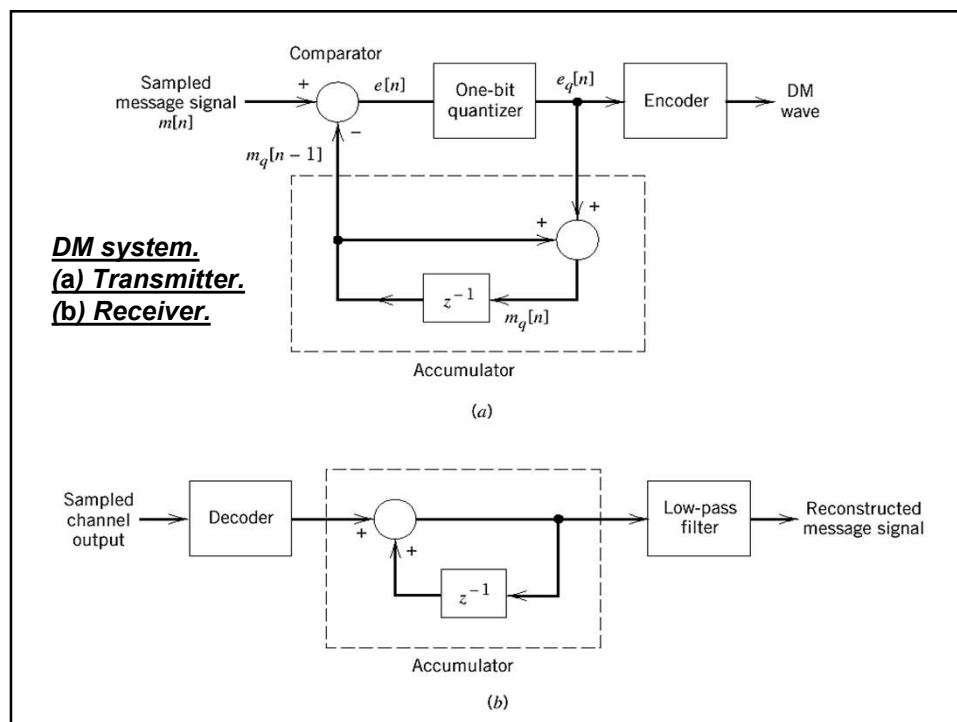 Comparator
Sampled
message signal
m[n]
+
e[n]
One-bit
quantizer
e_q[n]
Encoder
DM
wave
−
m_q[n − 1]
+
+
z⁻¹
m_q[n]
Accumulator
(a)
DM system.
(a) Transmitter.
(b) Receiver.
Sampled
channel
output
Decoder
+
+
z⁻¹
Low-pass
filter
Reconstructed
message signal
Accumulator
(b)